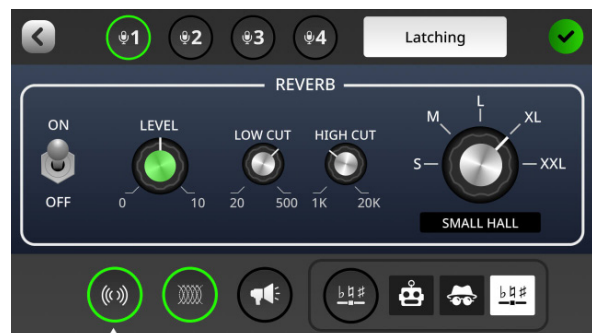 1 2 3 4 Latching
REVERB
ON LEVEL LOW CUT HIGH CUT M L XL
S XXL
OFF 0 10 20 500 1K 20K
SMALL HALL
♭♮♯ ♭♮♯